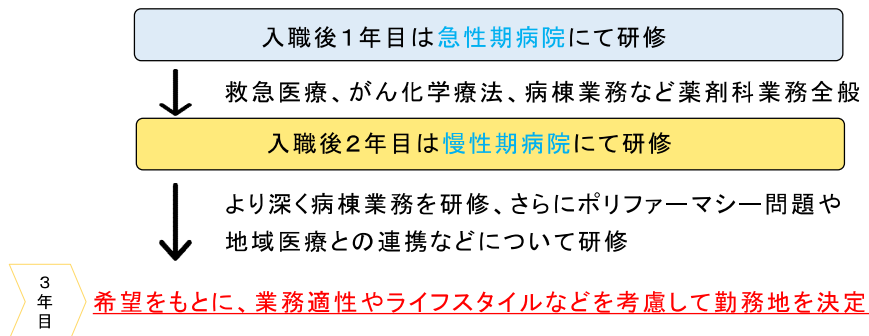 入職後１年目は急性期病院にて研修
救急医療、がん化学療法、病棟業務など薬剤科業務全般
入職後２年目は慢性期病院にて研修
より深く病棟業務を研修、さらにポリファーマシー問題や
地域医療との連携などについて研修
３年目
希望をもとに、業務適性やライフスタイルなどを考慮して勤務地を決定